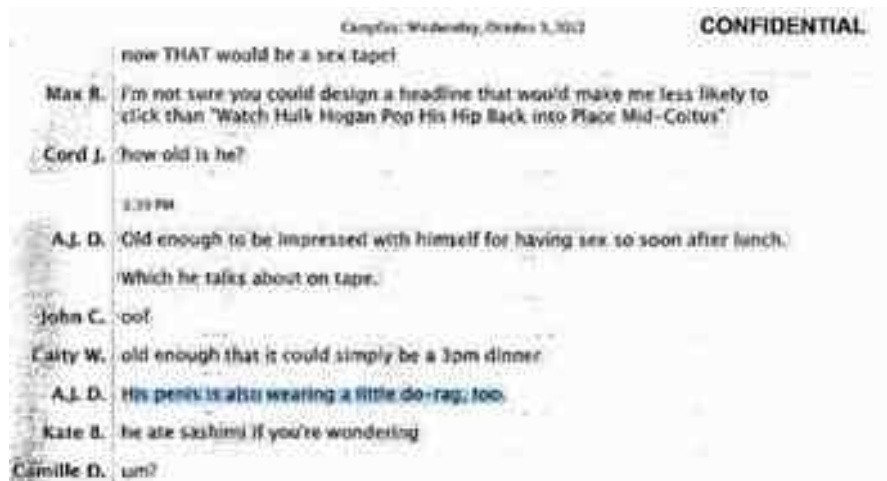 CONFIDENTIAL
now THAT would be a sex tape!
Max R. I'm not sure you could design a headline that would make me less likely to
click than "Watch Hulk Hogan Pop His Hip Back into Place Mid-Coitus"
Cord J. how old is he?
3:39 PM
A.J. D. Old enough to be impressed with himself for having sex so soon after lunch.
Which he talks about on tape.
John C. oof
Caity W. old enough that it could simply be a 3pm dinner
A.J. D. His penis is also wearing a little do-rag, too.
Kate B. he ate sashimi if you're wondering
Camille D. um?